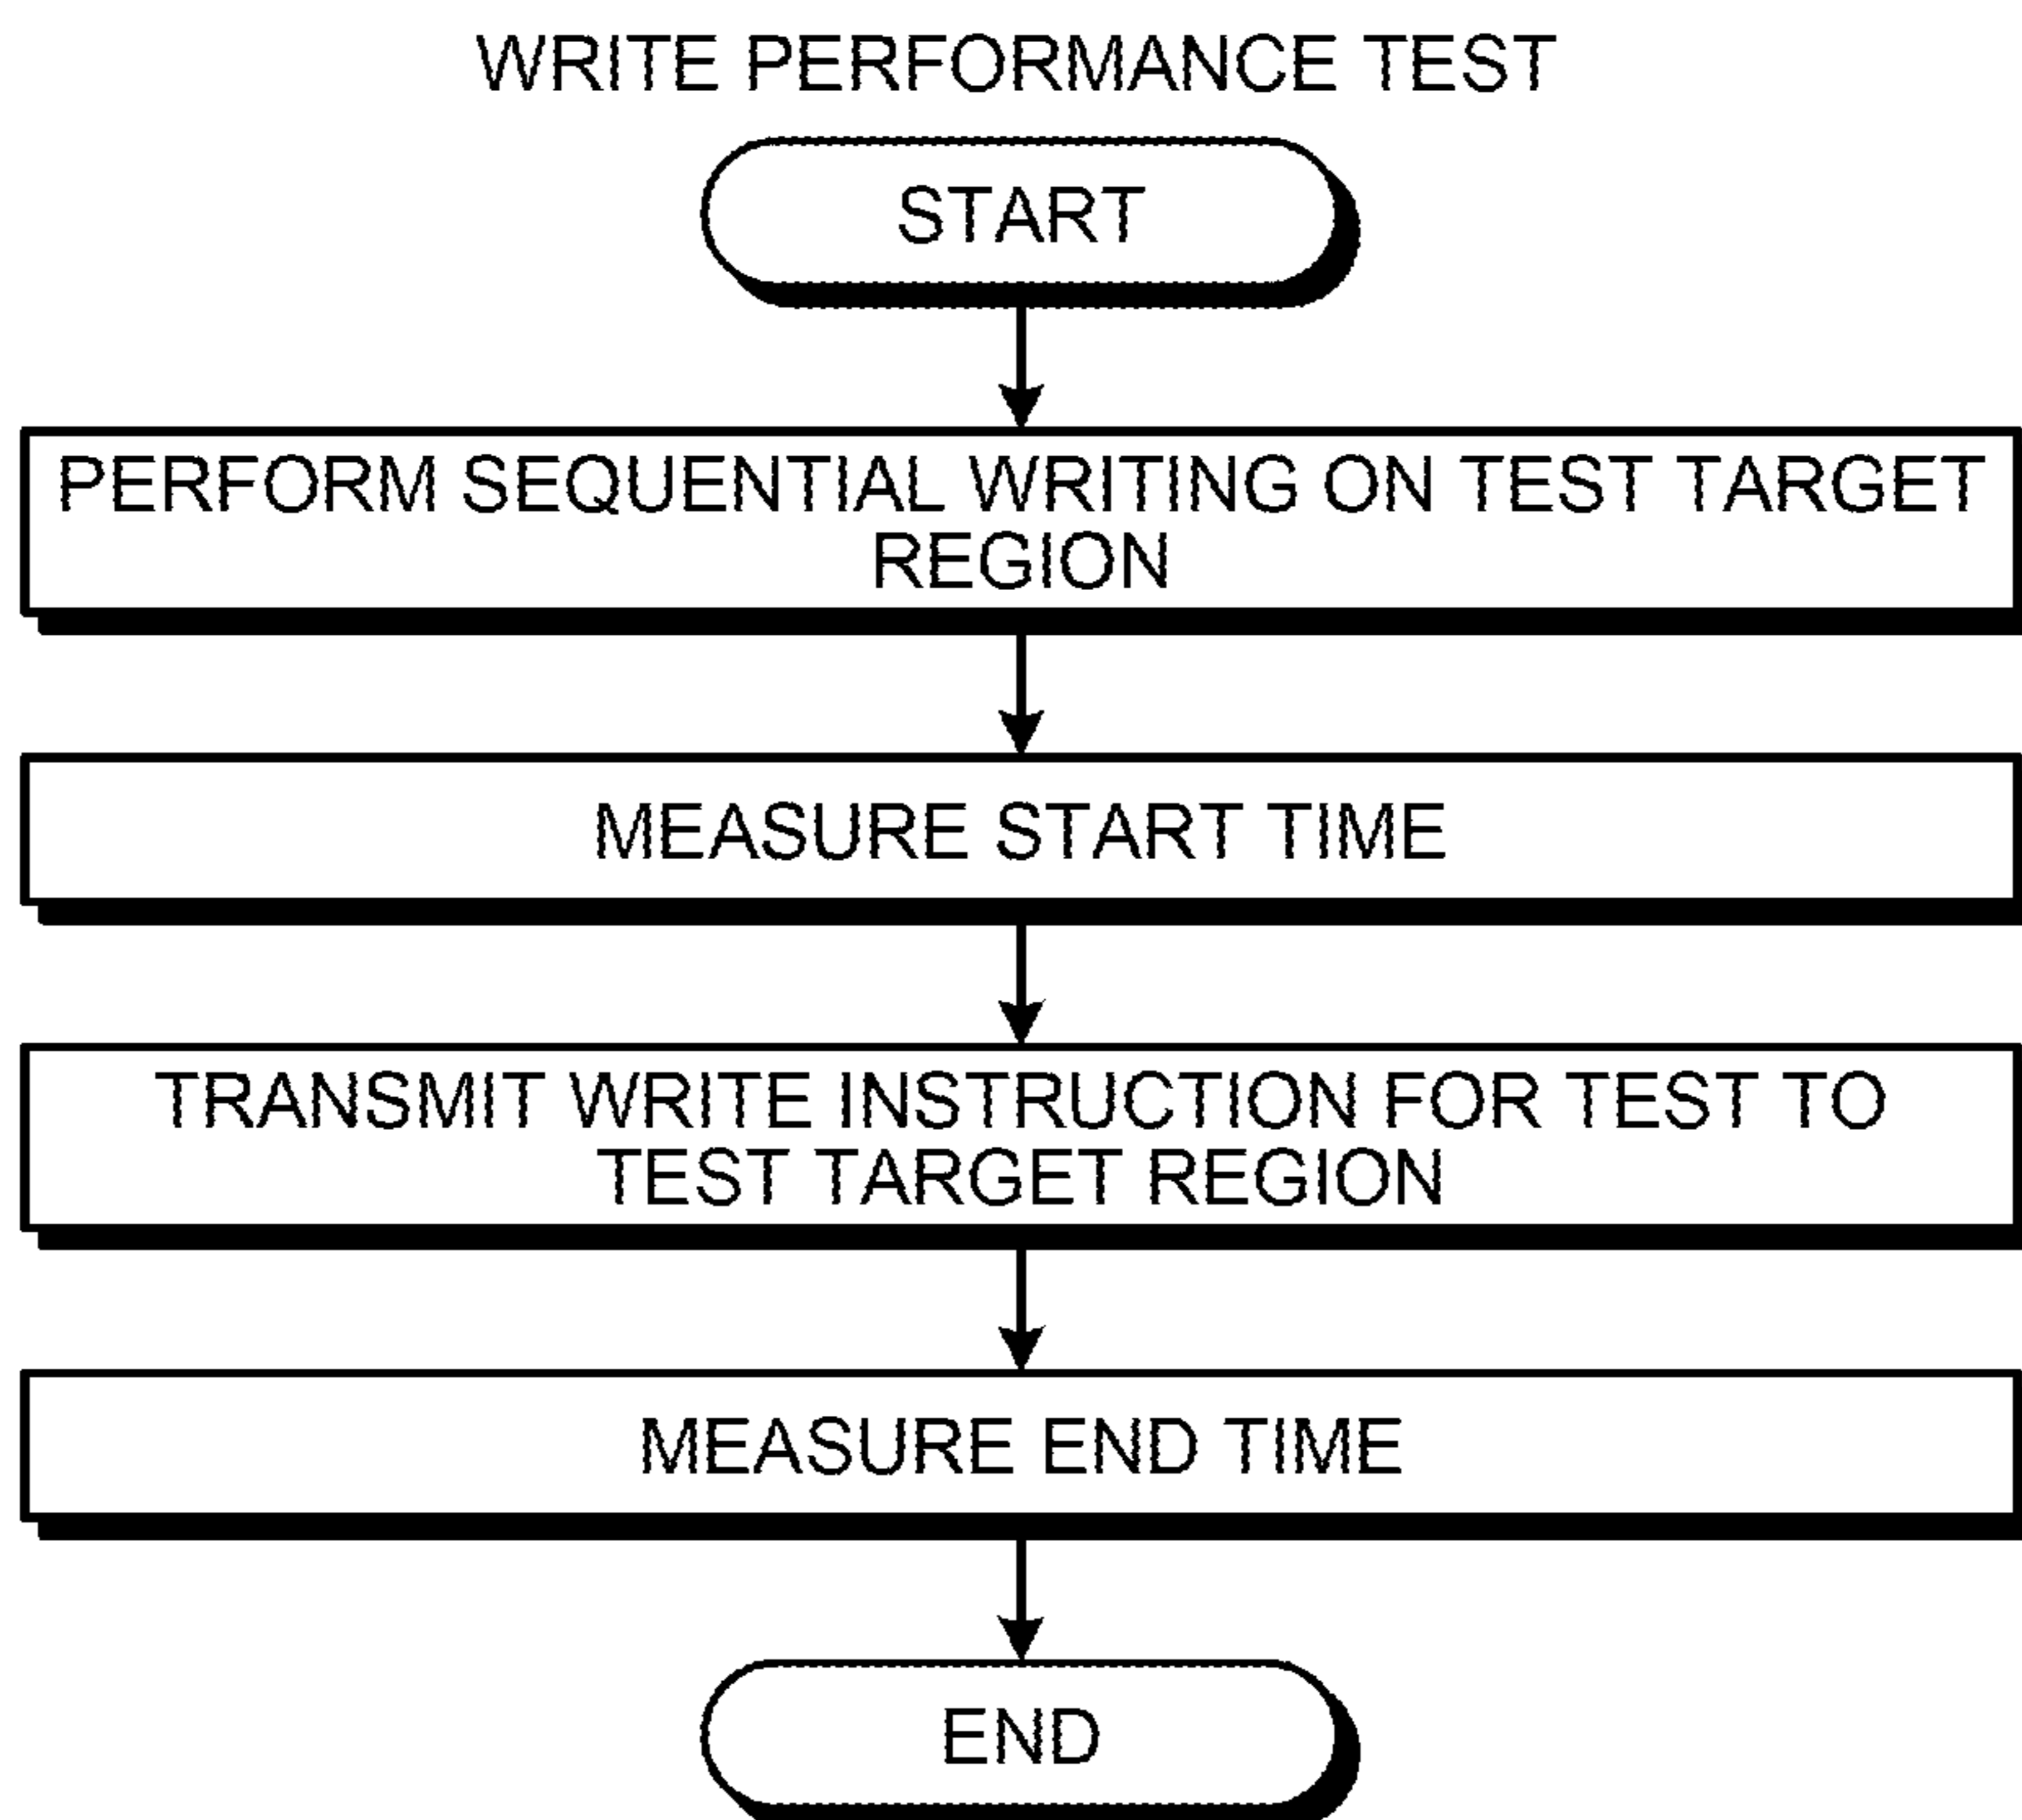 WRITE PERFORMANCE TEST
START
PERFORM SEQUENTIAL WRITING ON TEST TARGET
REGION
MEASURE START TIME
TRANSMIT WRITE INSTRUCTION FOR TEST TO
TEST TARGET REGION
MEASURE END TIME
END